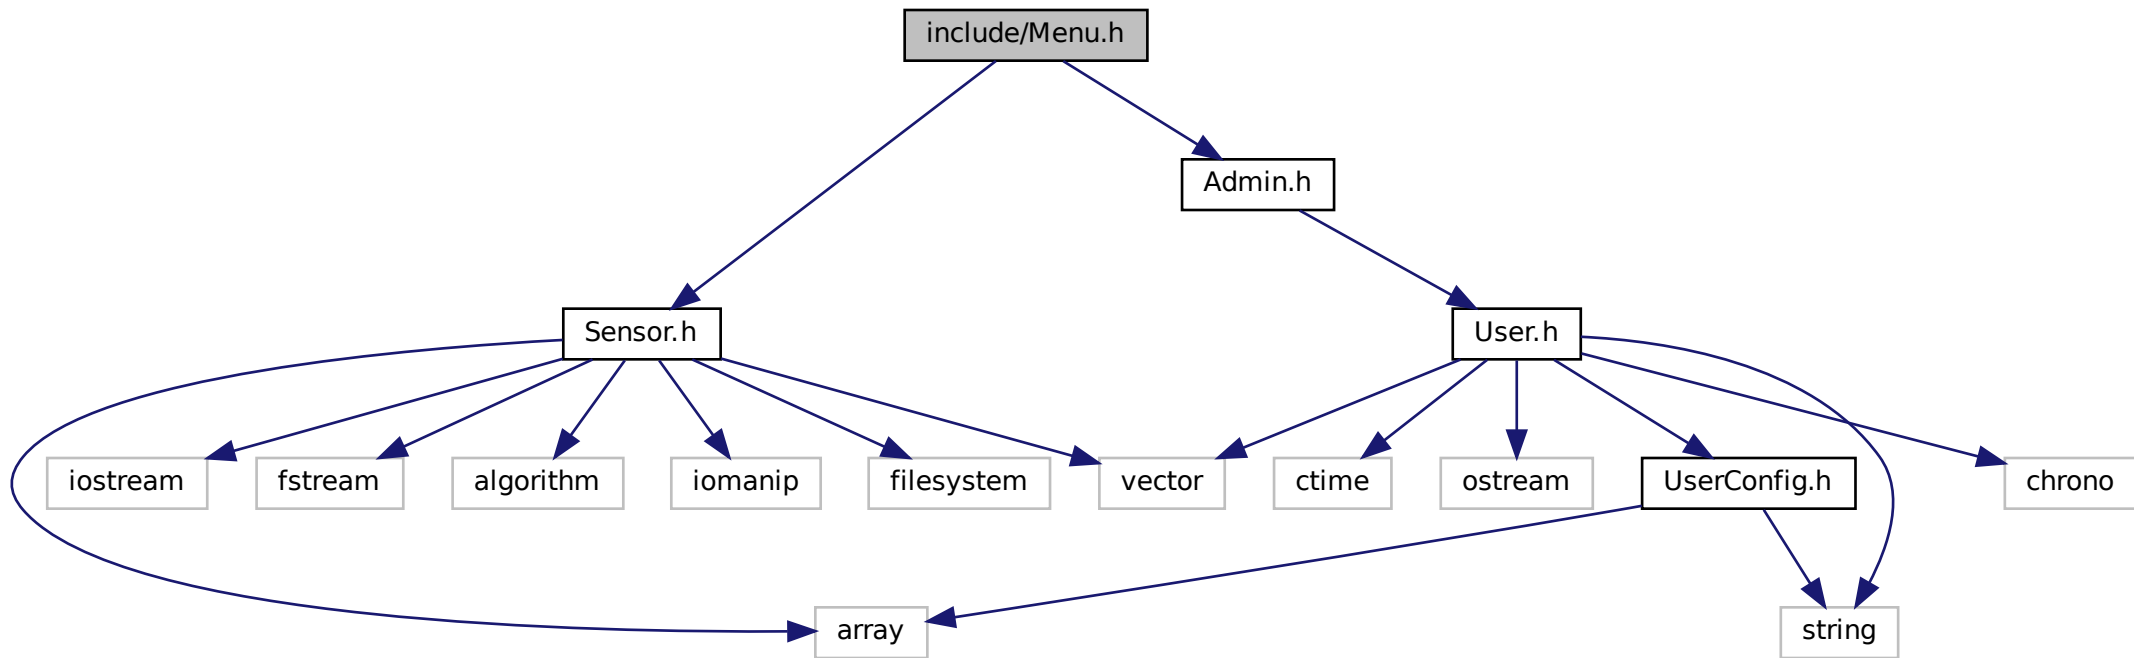 include/Menu.h
Admin.h
Sensor.h
User.h
iostream
fstream
algorithm
iomanip
filesystem
vector
ctime
ostream
UserConfig.h
chrono
array
string